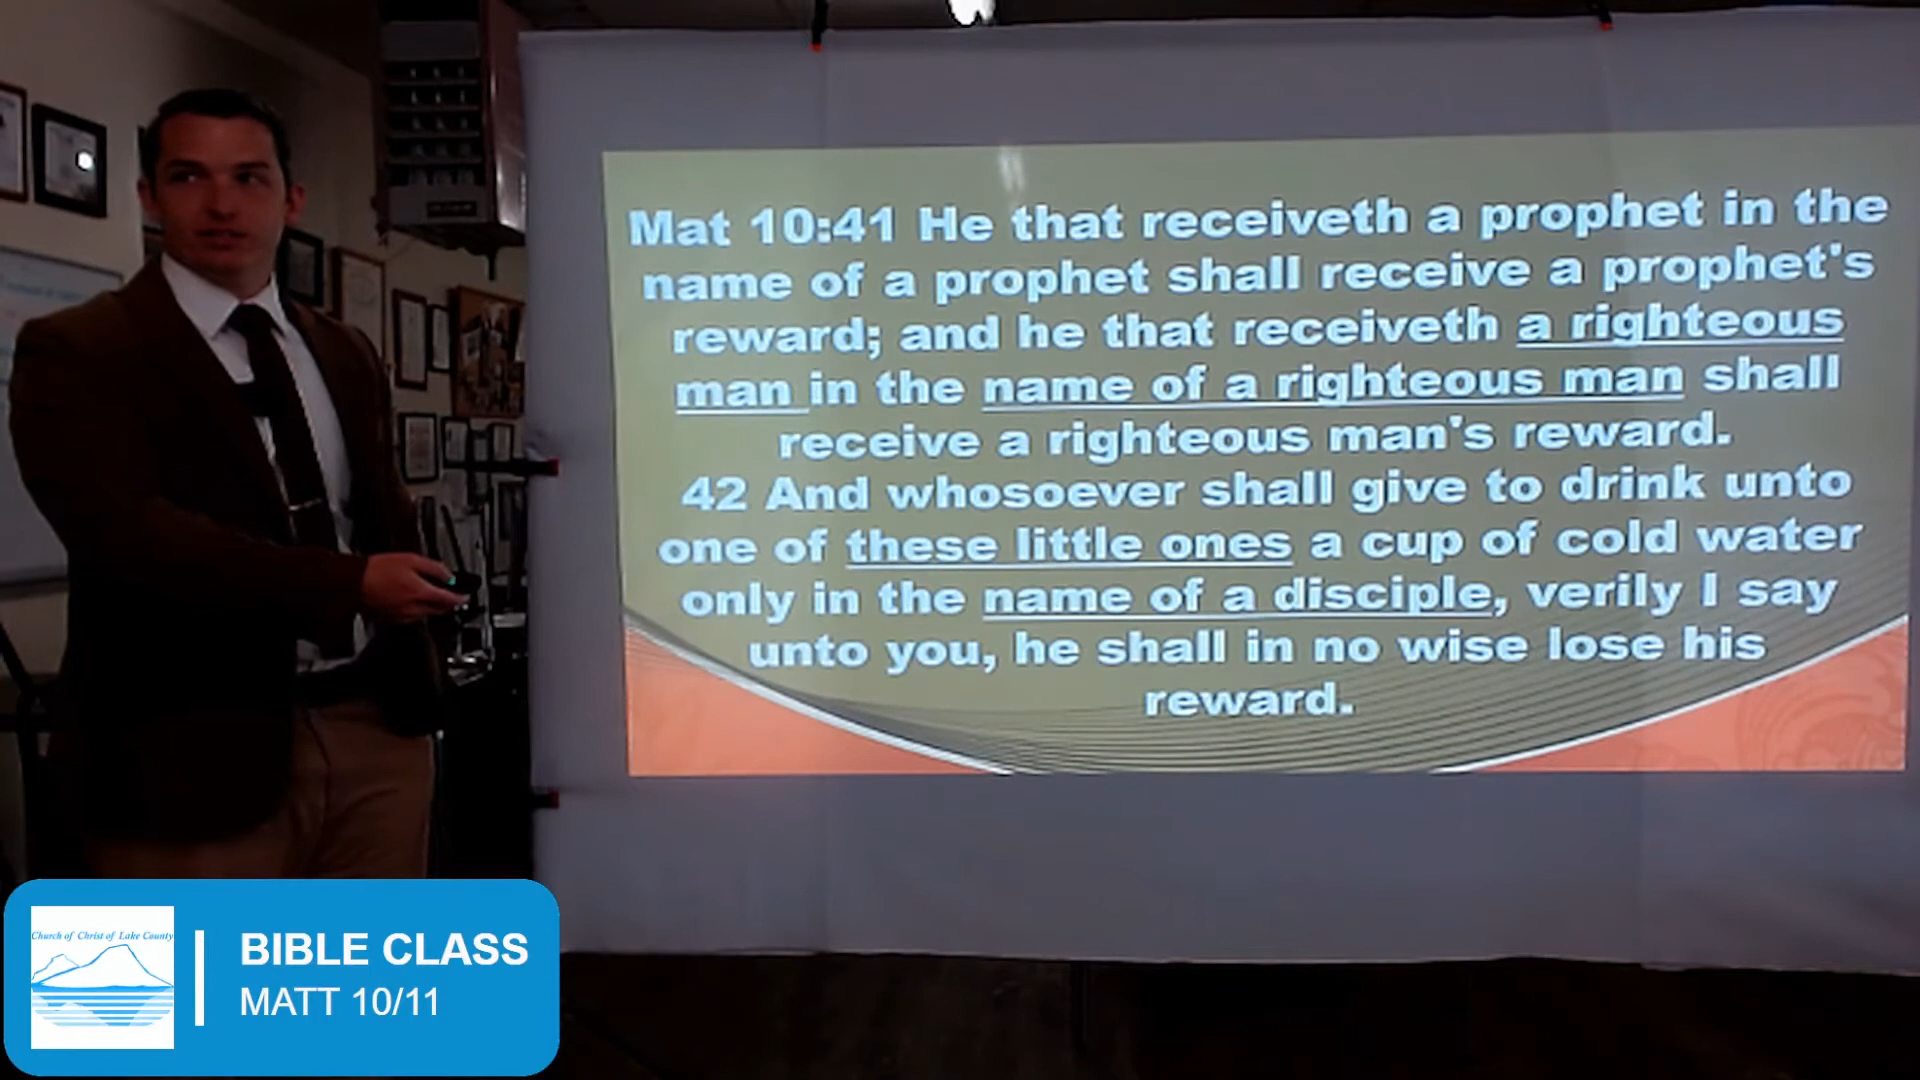 Mat 10:41 He that receiveth a prophet in the
name of a prophet shall receive a prophet's
reward; and he that receiveth a righteous
man in the name of a righteous man shall
receive a righteous man's reward.
42 And whosoever shall give to drink unto
one of these little ones a cup of cold water
only in the name of a disciple, verily I say
unto you, he shall in no wise lose his
reward.
Church of Christ of Lake County
BIBLE CLASS
MATT 10/11